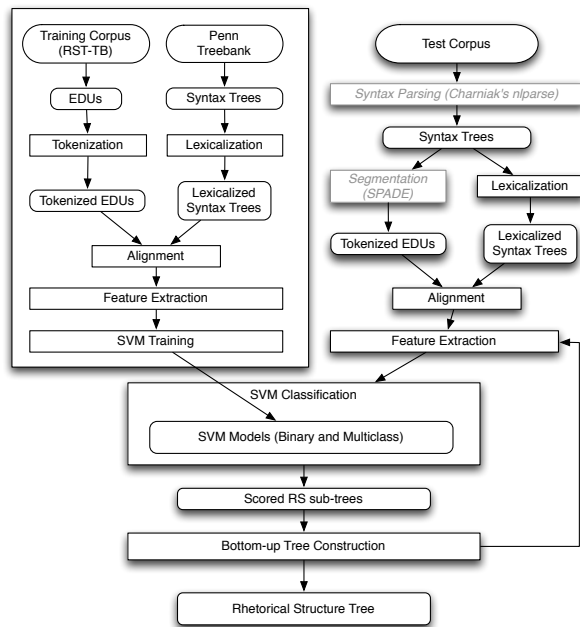 Training Corpus
(RST-TB)
Penn
Treebank
EDUs
Syntax Trees
Tokenization
Lexicalization
Tokenized EDUs
Lexicalized
Syntax Trees
Alignment
Feature Extraction
SVM Training
Test Corpus
Syntax Parsing (Charniak's nlparse)
Syntax Trees
Segmentation
(SPADE)
Lexicalization
Tokenized EDUs
Lexicalized
Syntax Trees
Alignment
Feature Extraction
SVM Classification
SVM Models (Binary and Multiclass)
Scored RS sub-trees
Bottom-up Tree Construction
Rhetorical Structure Tree